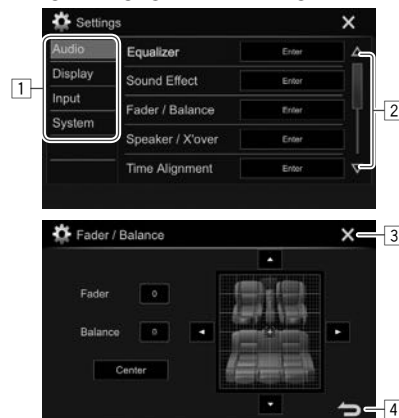 Settings
Audio
Display
Input
System
Equalizer Enter
Sound Effect Enter
Fader / Balance Enter
Speaker / X'over Enter
Time Alignment Enter
1
2
Fader / Balance
3
Fader 0
Balance 0
Center
4